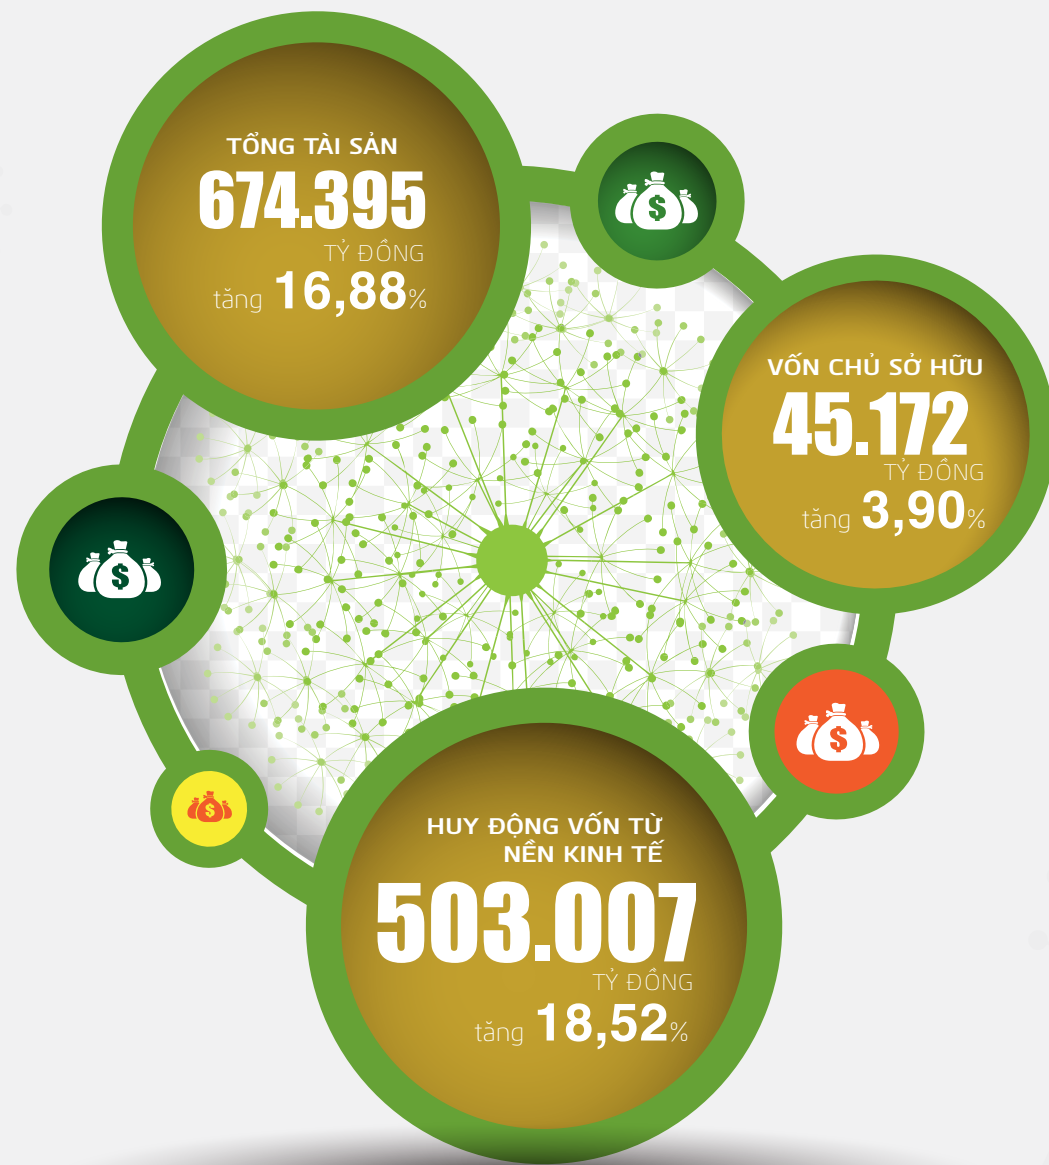 TỔNG TÀI SẢN
674.395
TỶ ĐỒNG
tăng 16,88%
VỐN CHỦ SỞ HỮU
45.172
TỶ ĐỒNG
tăng 3,90%
HUY ĐỘNG VỐN TỪ
NỀN KINH TẾ
503.007
TỶ ĐỒNG
tăng 18,52%